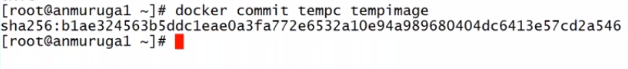 [root@anmuruga1 ~]# docker commit tempc tempimage
sha256:b1ae324563b5ddc1eae0a3fa772e6532a10e94a989680404dc6413e57cd2a546
[root@anmuruga1 ~]#